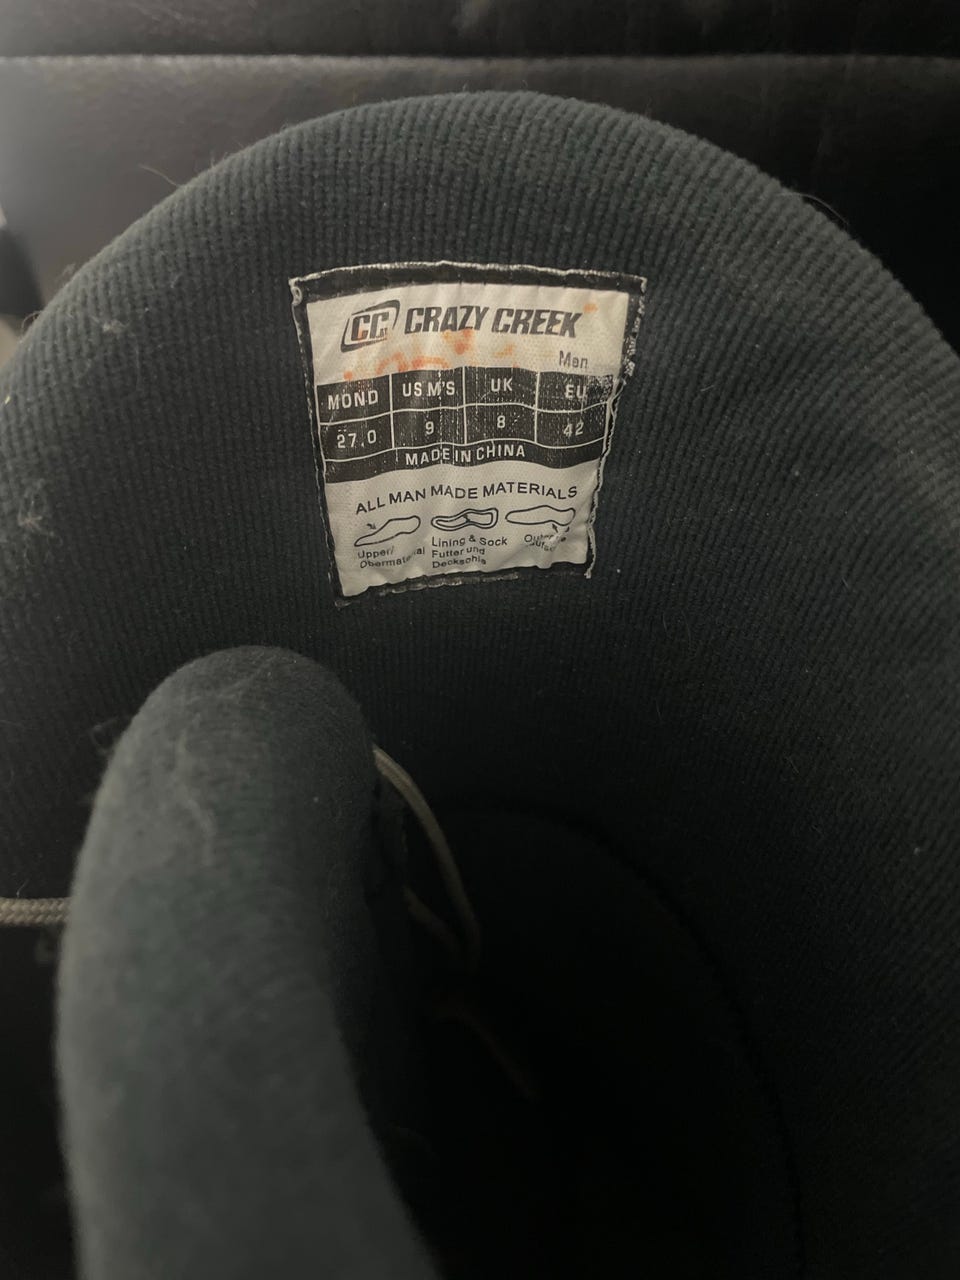 CC CRAZY CREEK
Men
MOND US M'S UK EU
27.0 9 8 42
MADE IN CHINA
ALL MAN MADE MATERIALS
Upper/ Lining & Sock
Obermaterial Futter und
Decksohle